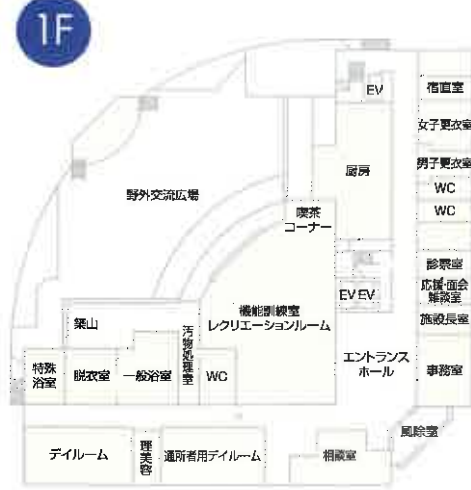 1F
EV
宿直室
女子更衣室
男子更衣室
WC
WC
厨房
野外交流広場
喫茶
コーナー
診察室
応接・面会
雑談室
施設長室
EV EV
機能訓練室
レクリエーションルーム
築山
汚物処理室
特殊
浴室
脱衣室
一般浴室
WC
エントランス
ホール
事務室
風除室
デイルーム
理美容
通所者用デイルーム
相談室